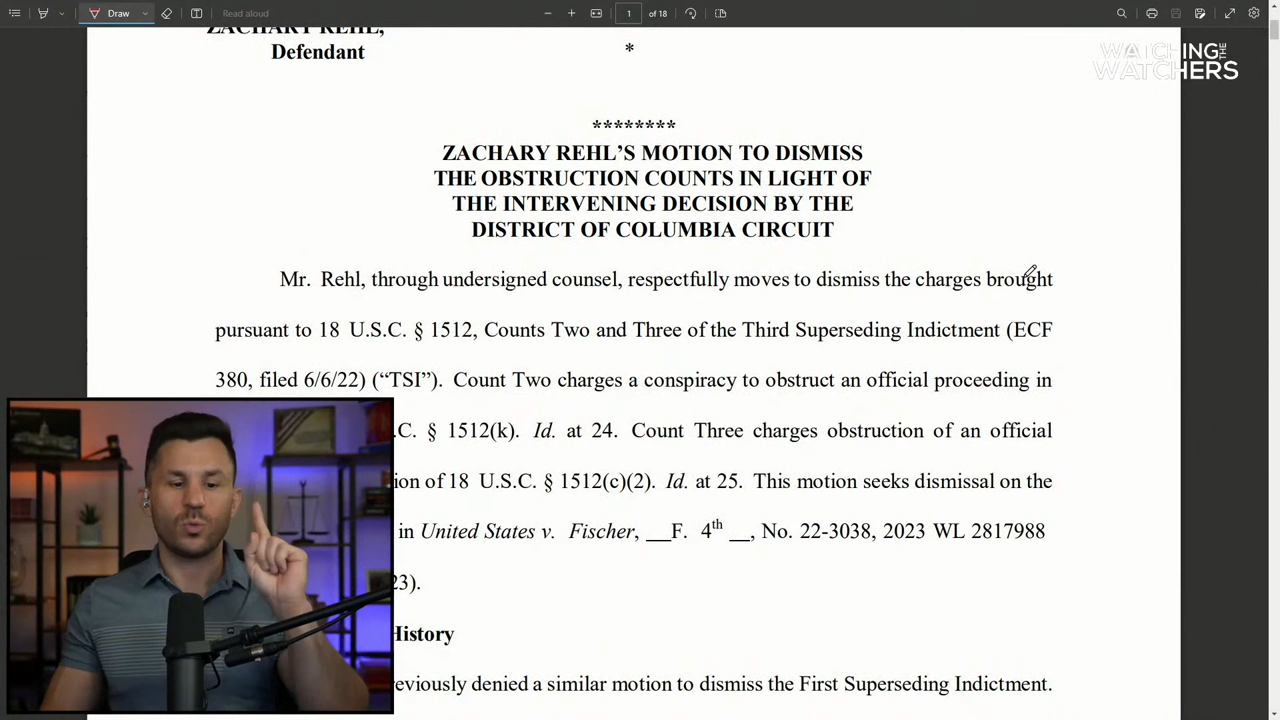 Draw
Read aloud
1
of 18
WATCHING THE
WATCHERS
ZACHARY REHL,
Defendant
*
********
ZACHARY REHL’S MOTION TO DISMISS
THE OBSTRUCTION COUNTS IN LIGHT OF
THE INTERVENING DECISION BY THE
DISTRICT OF COLUMBIA CIRCUIT
Mr. Rehl, through undersigned counsel, respectfully moves to dismiss the charges brought
pursuant to 18 U.S.C. § 1512, Counts Two and Three of the Third Superseding Indictment (ECF
380, filed 6/6/22) (“TSI”). Count Two charges a conspiracy to obstruct an official proceeding in
.C. § 1512(k). Id. at 24. Count Three charges obstruction of an official
ion of 18 U.S.C. § 1512(c)(2). Id. at 25. This motion seeks dismissal on the
in United States v. Fischer, __F. 4th __, No. 22-3038, 2023 WL 2817988
23).
History
eviously denied a similar motion to dismiss the First Superseding Indictment.